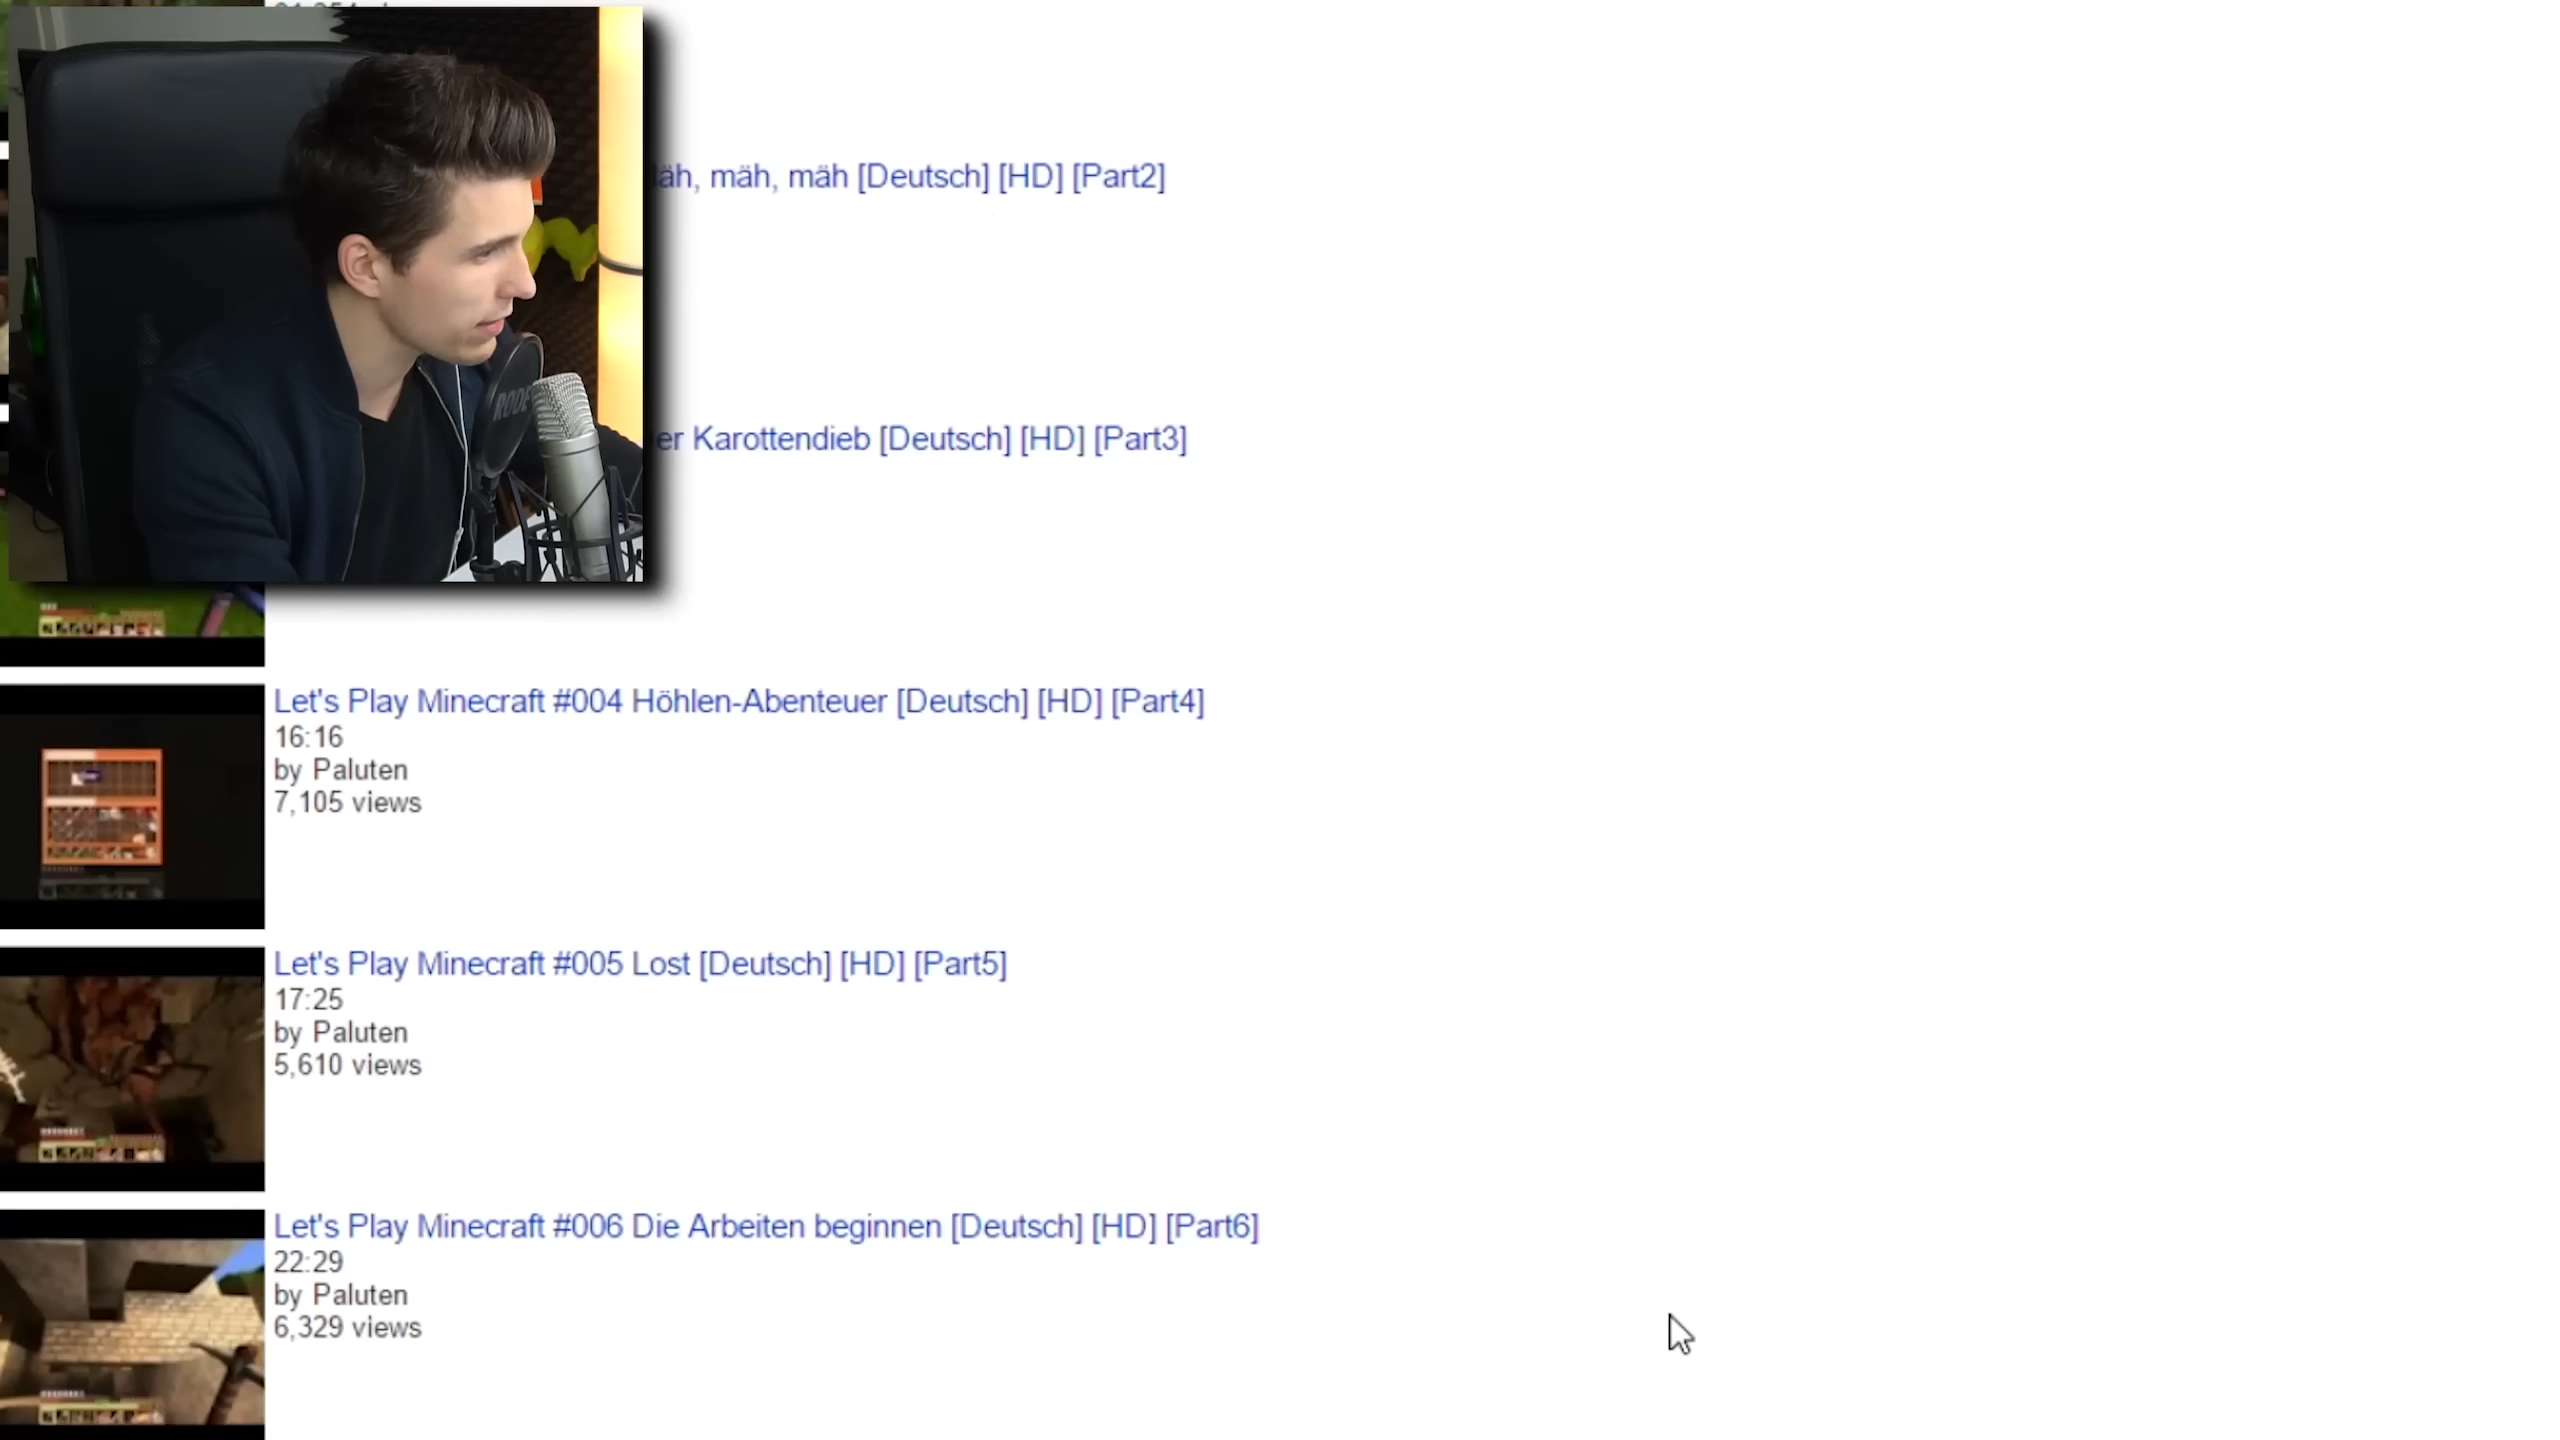 äh, mäh, mäh [Deutsch] [HD] [Part2]
RODE
er Karottendieb [Deutsch] [HD] [Part3]
Let's Play Minecraft #004 Höhlen-Abenteuer [Deutsch] [HD] [Part4]
16:16
by Paluten
7,105 views
Let's Play Minecraft #005 Lost [Deutsch] [HD] [Part5]
17:25
by Paluten
5,610 views
Let's Play Minecraft #006 Die Arbeiten beginnen [Deutsch] [HD] [Part6]
22:29
by Paluten
6,329 views